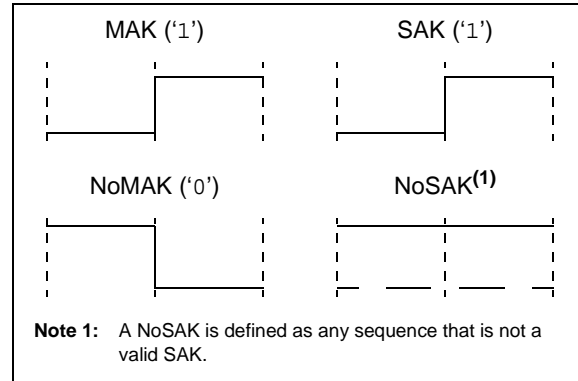 MAK (‘1’) SAK (‘1’)
NoMAK (‘0’) NoSAK(1)
Note 1: A NoSAK is defined as any sequence that is not a
valid SAK.